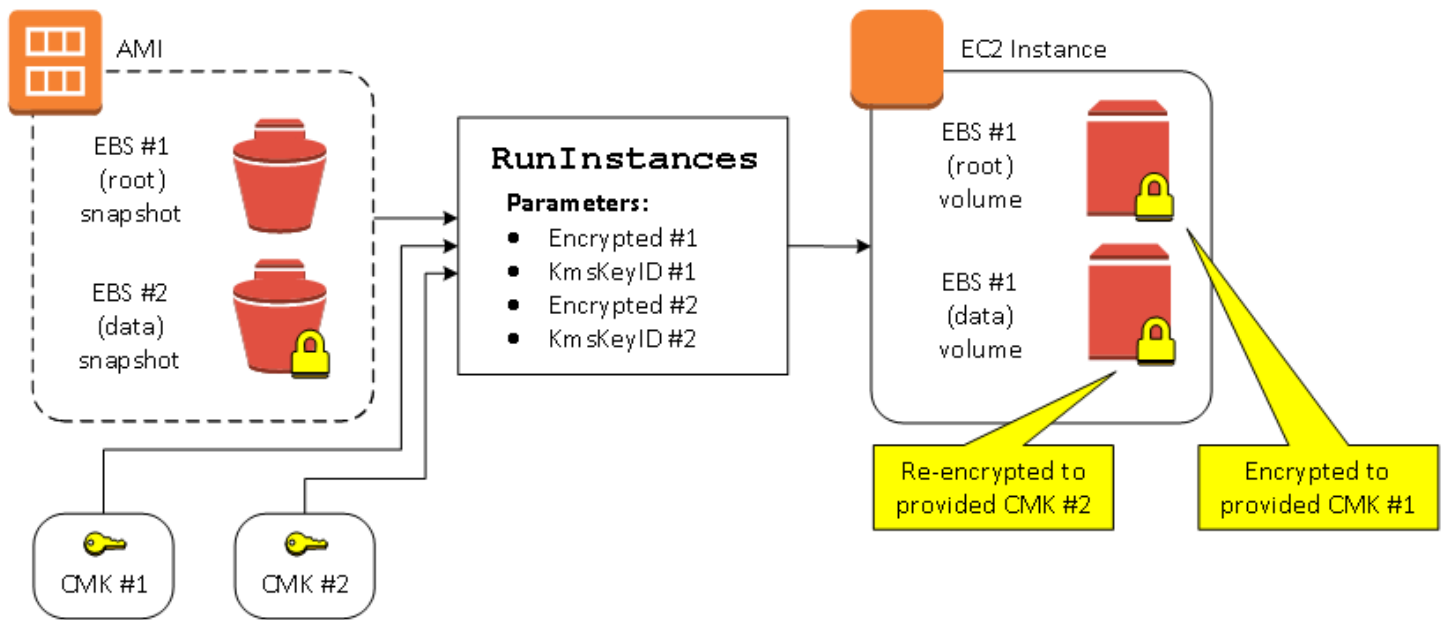 AMI
EBS #1
(root)
snapshot
EBS #2
(data)
snapshot
CMK #1
CMK #2
RunInstances
Parameters:
• Encrypted #1
• KmsKeyID #1
• Encrypted #2
• KmsKeyID #2
EC2 Instance
EBS #1
(root)
volume
EBS #1
(data)
volume
Re-encrypted to
provided CMK #2
Encrypted to
provided CMK #1